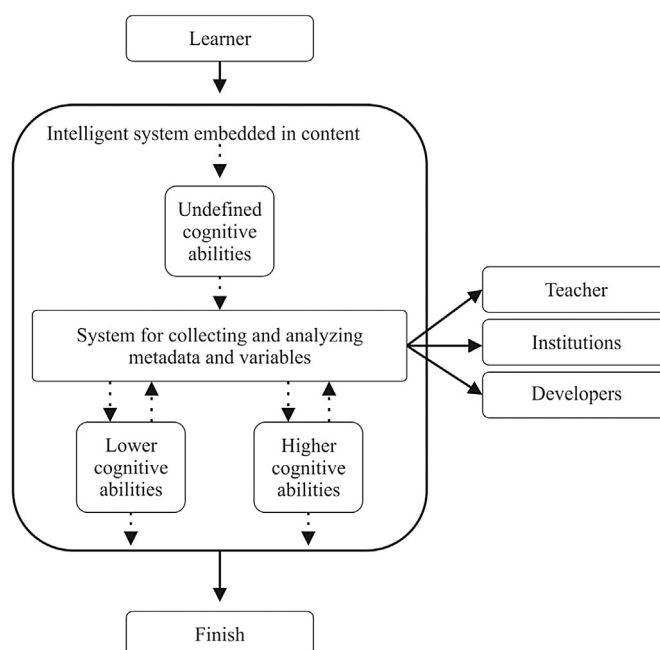 Learner
Intelligent system embedded in content
Undefined
cognitive
abilities
System for collecting and analyzing
metadata and variables
Teacher
Institutions
Developers
Lower
cognitive
abilities
Higher
cognitive
abilities
Finish